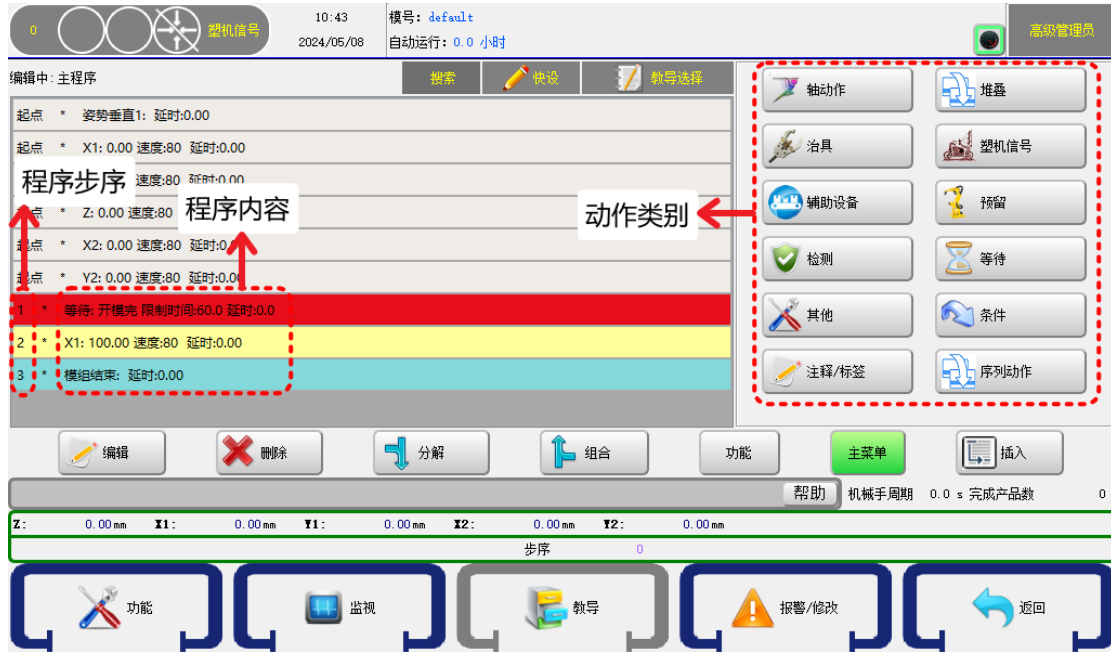 0 塑机信号 10:43 模号: default 高级管理员
2024/05/08 自动运行: 0.0 小时
编辑中: 主程序 搜索 快设 教导选择
起点 * 姿势垂直1: 延时:0.00
起点 * X1: 0.00 速度:80 延时:0.00
速度:80 延时:0.00
程序步序
点 * Z: 0.00 速度:80
程序内容
起点 * X2: 0.00 速度:80 延时:0.00
起点 * Y2: 0.00 速度:80 延时:0.00
1 * 等待: 开模完 限制时间:60.0 延时:0.0
2 * X1: 100.00 速度:80 延时:0.00
3 * 模组结束: 延时:0.00
动作类别
轴动作 堆叠
治具 塑机信号
辅助设备 预留
检测 等待
其他 条件
注释/标签 序列动作
编辑 删除 分解 组合 功能 主菜单 插入
帮助 机械手周期 0.0 s 完成产品数 0
Z: 0.00mm X1: 0.00mm Y1: 0.00mm X2: 0.00mm Y2: 0.00mm
步序 0
功能 监视 教导 报警/修改 返回